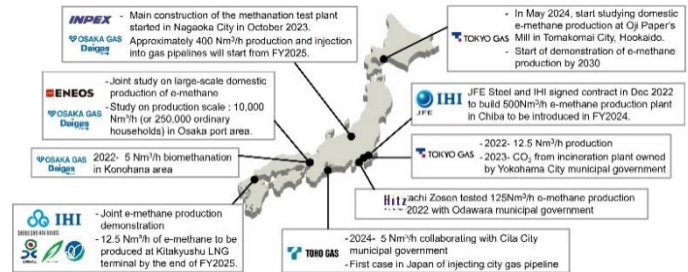 INPEX
OSAKA GAS
Daigas
- Main construction of the methanation test plant
started in Nagaoka City in October 2023.
Approximately 400 Nm³/h production and injection
into gas pipelines will start from FY2025.
TOKYO GAS
- In May 2024, start studying domestic
e-methane production at Oji Paper's
Mill in Tomakomai City, Hookaido.
- Start of demonstration of e-methane
production by 2030
ENEOS
OSAKA GAS
Daigas
-Joint study on large-scale domestic
production of e-methane
-Study on production scale : 10,000
Nm³/h (or 250,000 ordinary
households) in Osaka port area.
JFE
IHI
JFE Steel and IHI signed contract in Dec 2022
to build 500Nm³/h e-methane production plant
in Chiba to be introduced in FY2024.
OSAKA GAS
Daigas
2022- 5 Nm³/h biomethanation
in Konohana area
TOKYO GAS
-2022- 12.5 Nm³/h production
-2023- CO₂ from incineration plant owned
by Yokohama City municipal government
Hitz
achi Zosen tested 125Nm³/h e-methane production
2022 with Odawara municipal government
IHI
- Joint e-methane production
demonstration
- 12.5 Nm³/h of e-methane to be
produced at Kitakyushu LNG
terminal by the end of FY2025.
TOHO GAS
-2024- 5 Nm³/h collaborating with Cita City
municipal government
-First case in Japan of injecting city gas pipeline